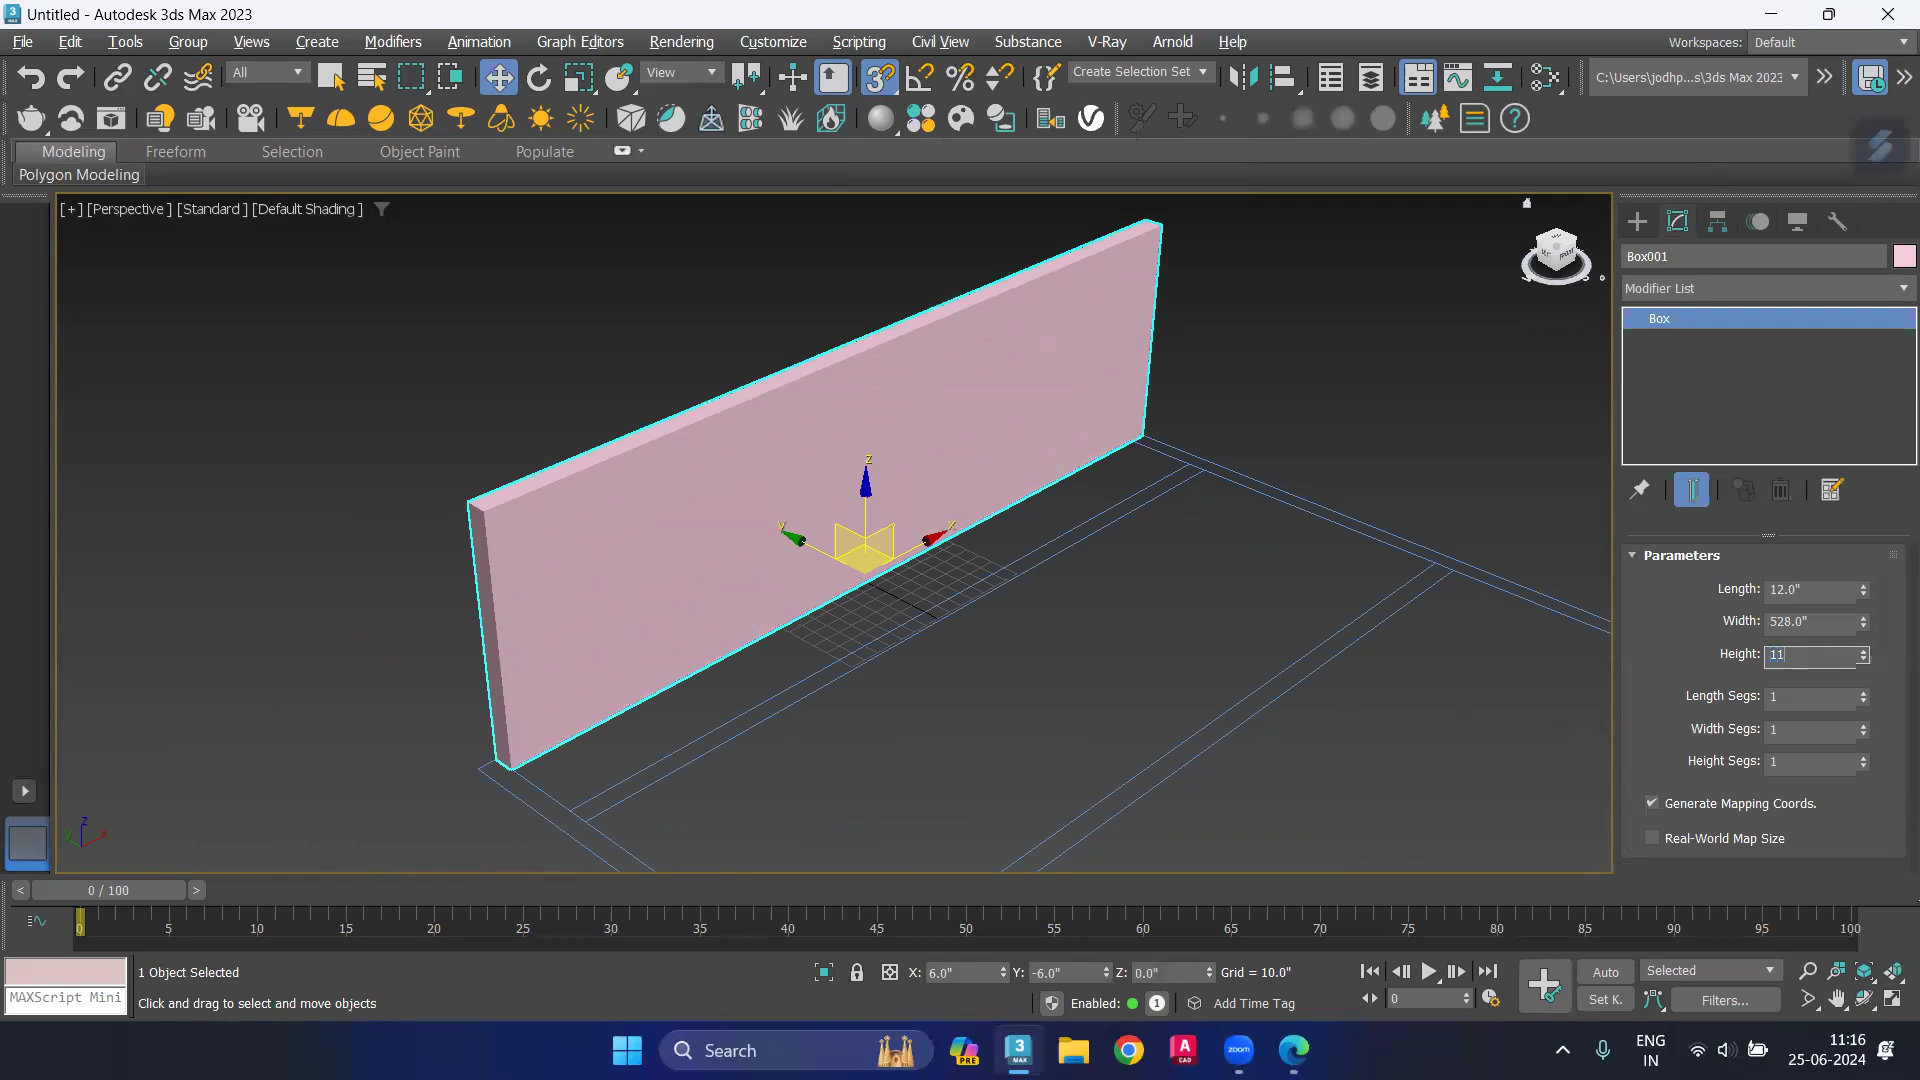 Untitled - Autodesk 3ds Max 2023
File Edit Tools Group Views Create Modifiers Animation Graph Editors Rendering Customize Scripting Civil View Substance V-Ray Arnold Help Workspaces: Default
All View Create Selection Set C:\Users\jodhp...s\3ds Max 2023
Modeling Freeform Selection Object Paint Populate
Polygon Modeling
[+] [Perspective] [Standard] [Default Shading]
Box001
Modifier List
Box
z
y x
Parameters
Length: 12.0"
Width: 528.0"
Height: 11
Length Segs: 1
Width Segs: 1
Height Segs: 1
Generate Mapping Coords.
Real-World Map Size
z
y x
< 0 / 100 >
0 5 10 15 20 25 30 35 40 45 50 55 60 65 70 75 80 85 90 95 100
1 Object Selected X: 6.0" Y: -6.0" Z: 0.0" Grid = 10.0" Auto Selected
MAXScript Mini Click and drag to select and move objects Enabled: 1 Add Time Tag 0 Set K. Filters...
Search PRE 3 MAX A CAD zoom ENG IN 11:16 25-06-2024